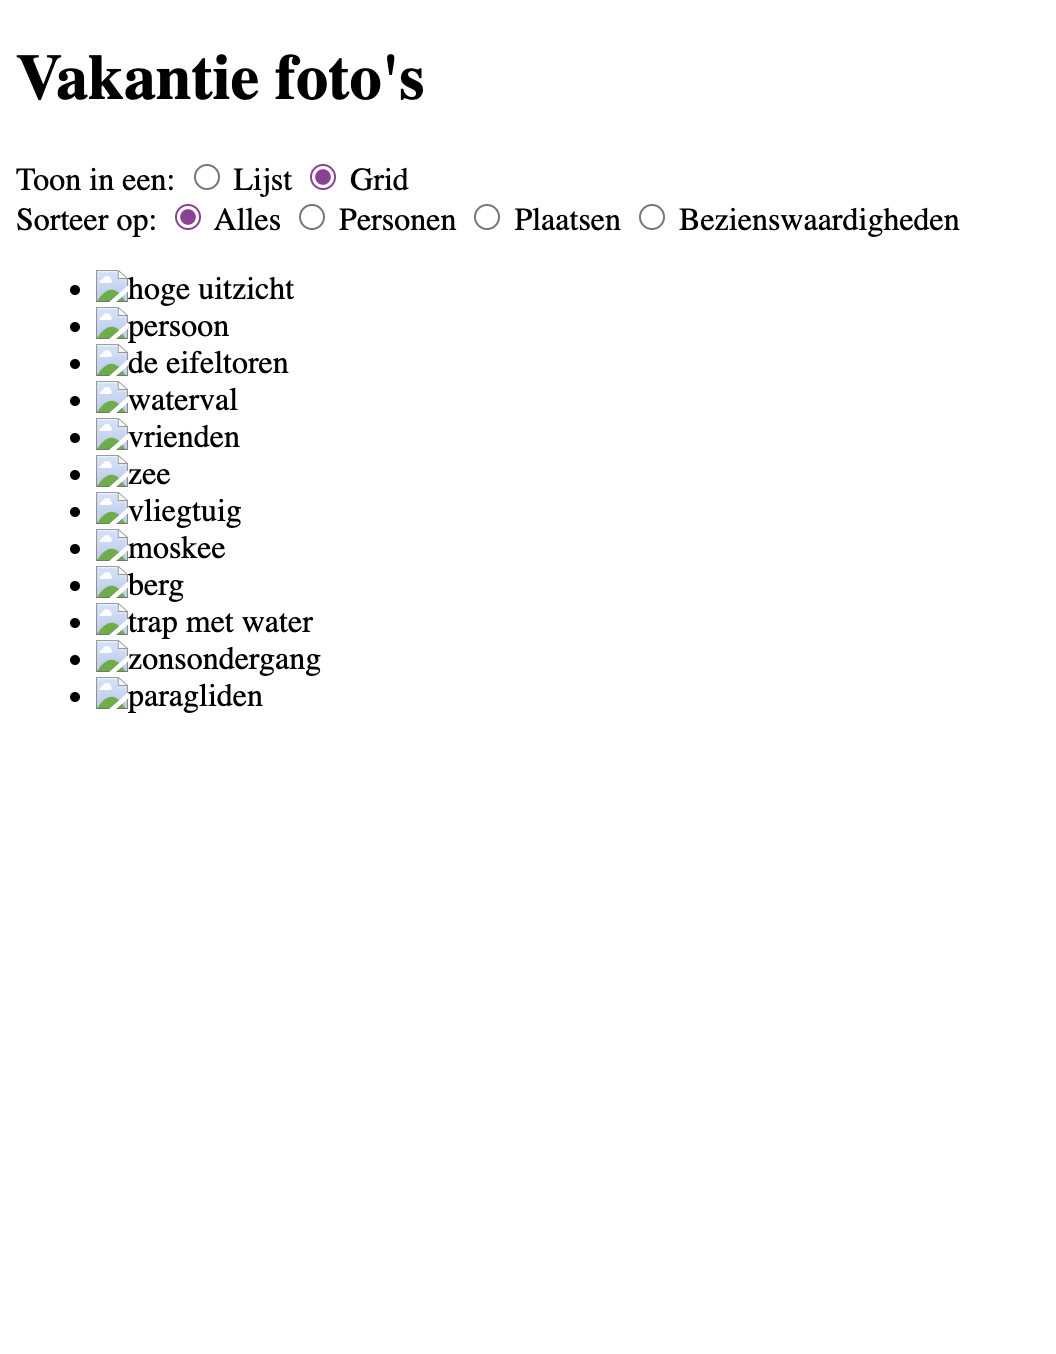 Vakantie foto's
Toon in een: Lijst Grid
Sorteer op: Alles Personen Plaatsen Bezienswaardigheden
hoge uitzicht
persoon
de eifeltoren
waterval
vrienden
zee
vliegtuig
moskee
berg
trap met water
zonsondergang
paragliden